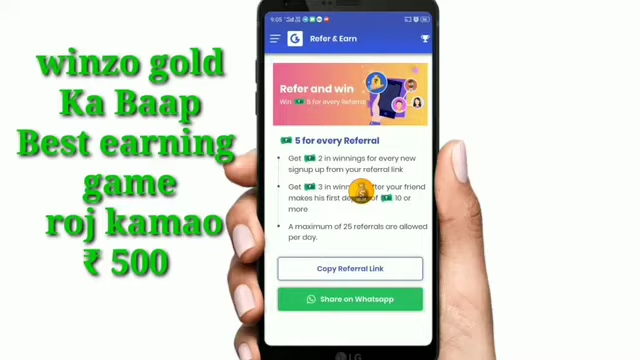 winzo gold
Ka Baap
Best earning
game
roj kamao
₹ 500
9:05
Refer & Earn
Refer and win
Win 5 for every Referral
5 for every Referral
Get 2 in winnings for every new
signup up from your referral link
Get 3 in your friend
makes his first of 10 or
more
A maximum of 25 referrals are allowed
per day.
Copy Referral Link
Share on Whatsapp
LG